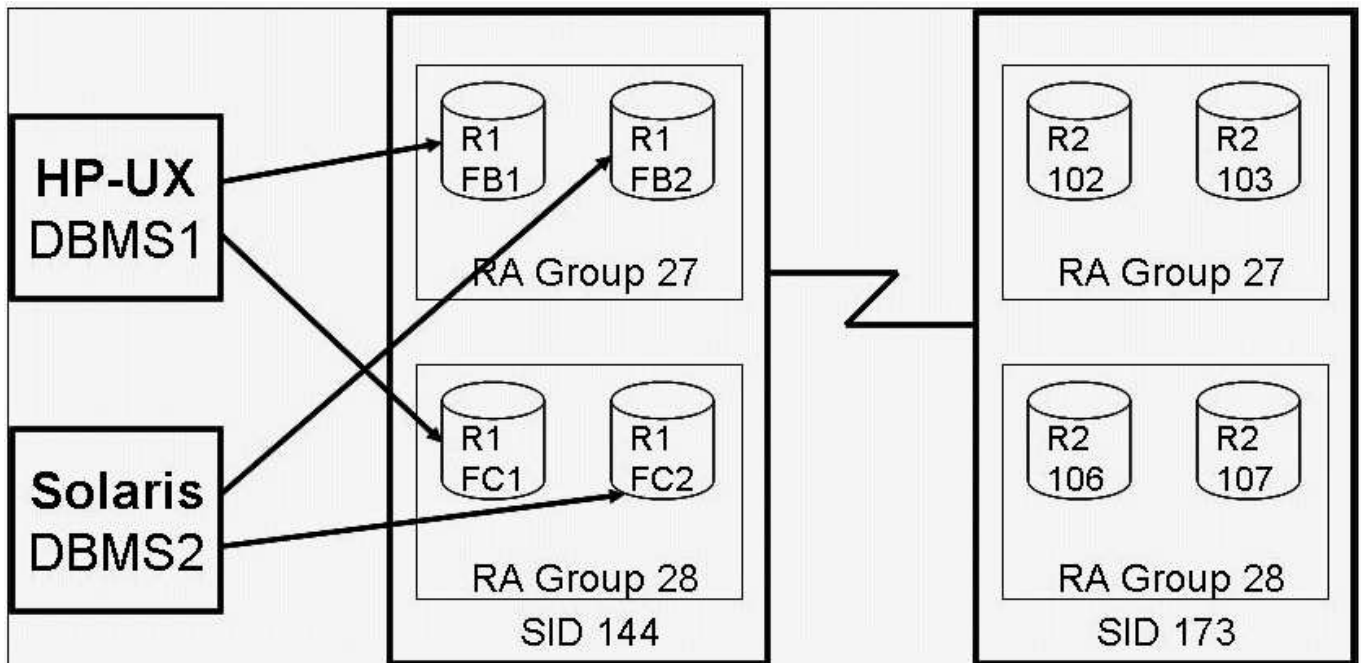 HP-UX
DBMS1
Solaris
DBMS2
R1
FB1
R1
FB2
RA Group 27
R1
FC1
R1
FC2
RA Group 28
SID 144
R2
102
R2
103
RA Group 27
R2
106
R2
107
RA Group 28
SID 173